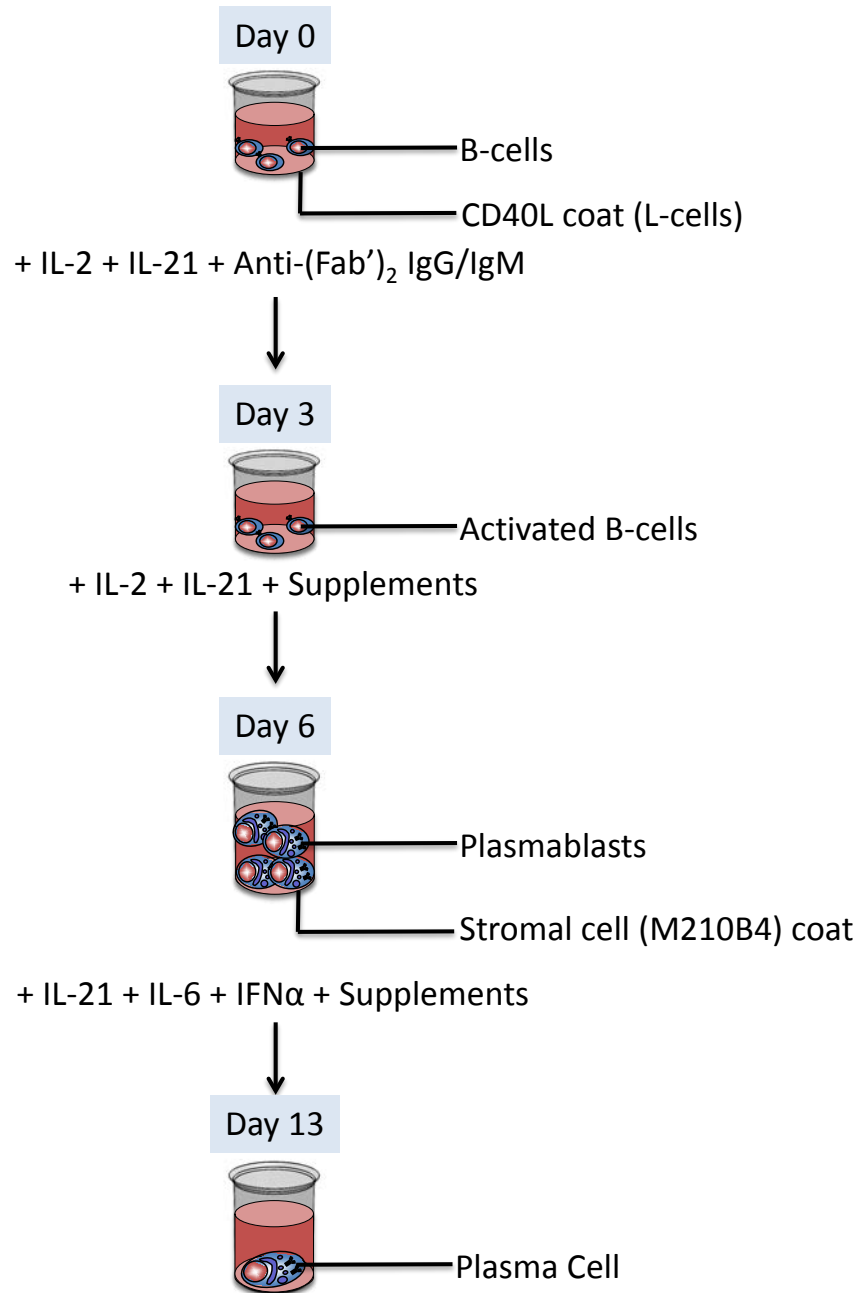 Day 0
B-cells
CD40L coat (L-cells)
+ IL-2 + IL-21 + Anti-(Fab’)₂ IgG/IgM
Day 3
Activated B-cells
+ IL-2 + IL-21 + Supplements
Day 6
Plasmablasts
Stromal cell (M210B4) coat
+ IL-21 + IL-6 + IFNα + Supplements
Day 13
Plasma Cell